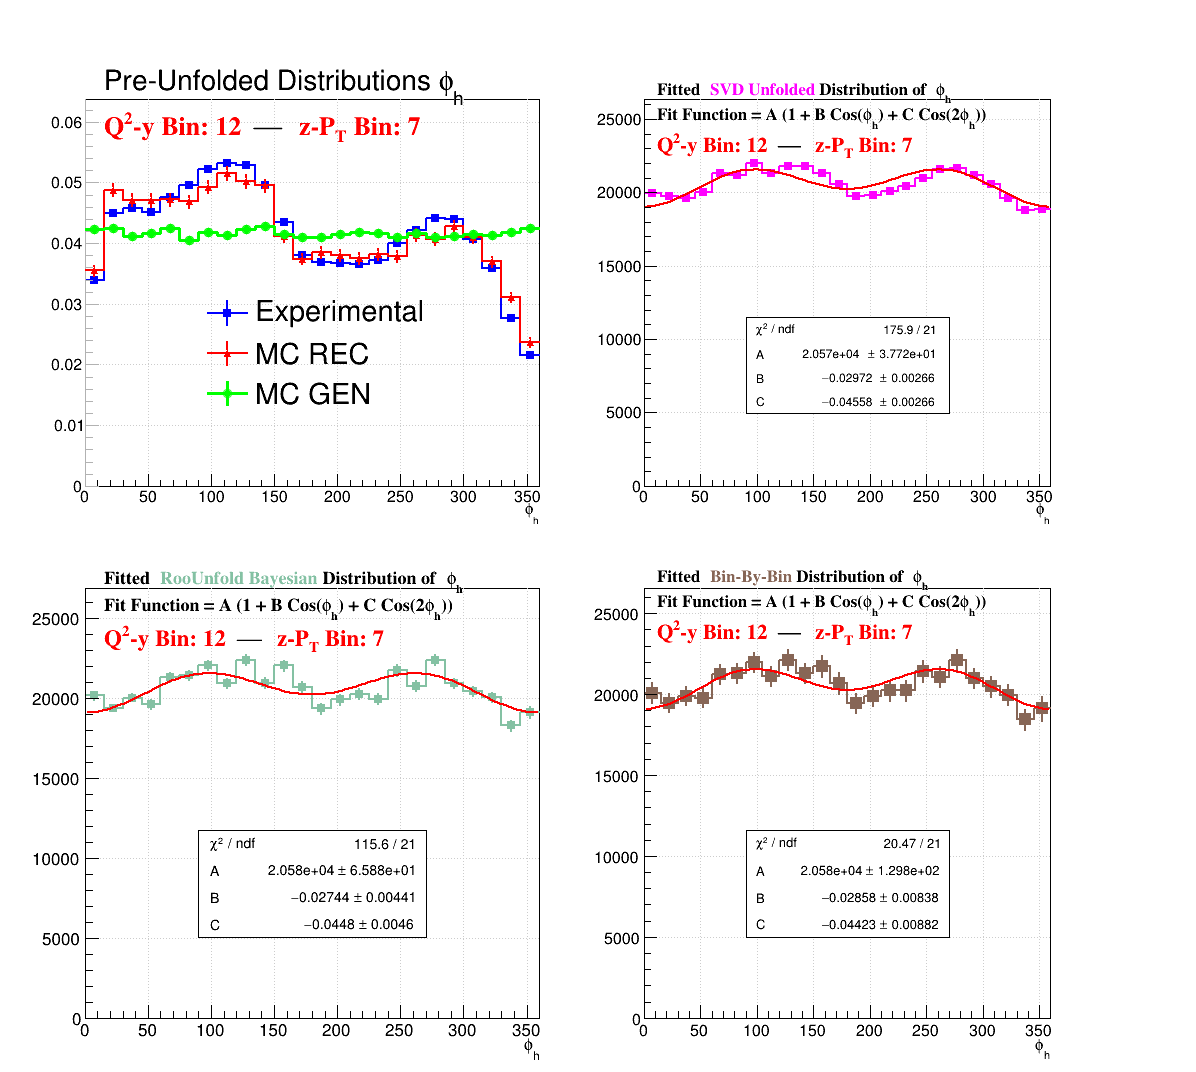 Pre-Unfolded Distributions ϕh
Q²-y Bin: 12 — z-PT Bin: 7
0.06
0.05
0.04
0.03
0.02
0.01
0
Experimental
MC REC
MC GEN
0 50 100 150 200 250 300 350
ϕh
Fitted SVD Unfolded Distribution of ϕh
Fit Function = A (1 + B Cos(ϕh) + C Cos(2ϕh))
Q²-y Bin: 12 — z-PT Bin: 7
25000
20000
15000
10000
5000
0
χ² / ndf 175.9 / 21
A 2.057e+04 ± 3.772e+01
B −0.02972 ± 0.00266
C −0.04558 ± 0.00266
0 50 100 150 200 250 300 350
ϕh
Fitted RooUnfold Bayesian Distribution of ϕh
Fit Function = A (1 + B Cos(ϕh) + C Cos(2ϕh))
Q²-y Bin: 12 — z-PT Bin: 7
25000
20000
15000
10000
5000
0
χ² / ndf 115.6 / 21
A 2.058e+04 ± 6.588e+01
B −0.02744 ± 0.00441
C −0.0448 ± 0.0046
0 50 100 150 200 250 300 350
ϕh
Fitted Bin-By-Bin Distribution of ϕh
Fit Function = A (1 + B Cos(ϕh) + C Cos(2ϕh))
Q²-y Bin: 12 — z-PT Bin: 7
25000
20000
15000
10000
5000
0
χ² / ndf 20.47 / 21
A 2.058e+04 ± 1.298e+02
B −0.02858 ± 0.00838
C −0.04423 ± 0.00882
0 50 100 150 200 250 300 350
ϕh